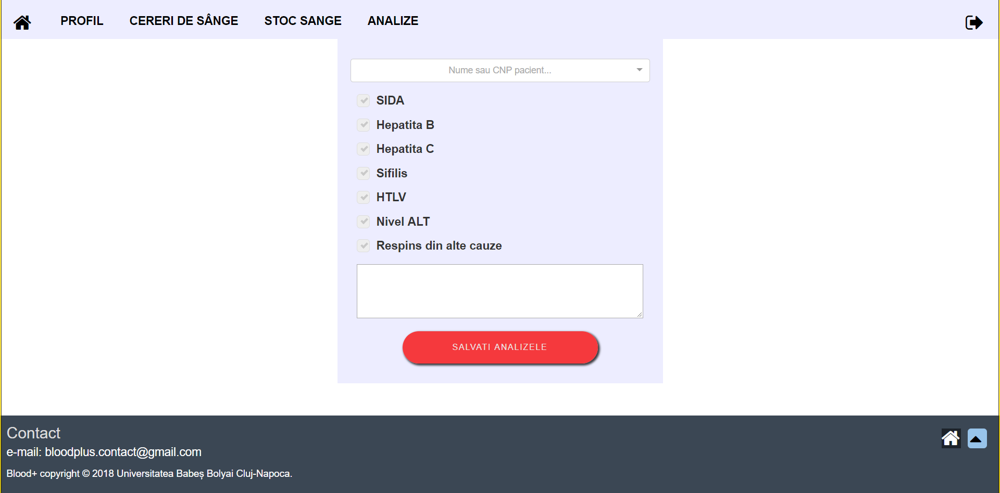 PROFIL CERERI DE SÂNGE STOC SANGE ANALIZE
Nume sau CNP pacient...
SIDA
Hepatita B
Hepatita C
Sifilis
HTLV
Nivel ALT
Respins din alte cauze
SALVATI ANALIZELE
Contact
e-mail: bloodplus.contact@gmail.com
Blood+ copyright © 2018 Universitatea Babeș Bolyai Cluj-Napoca.